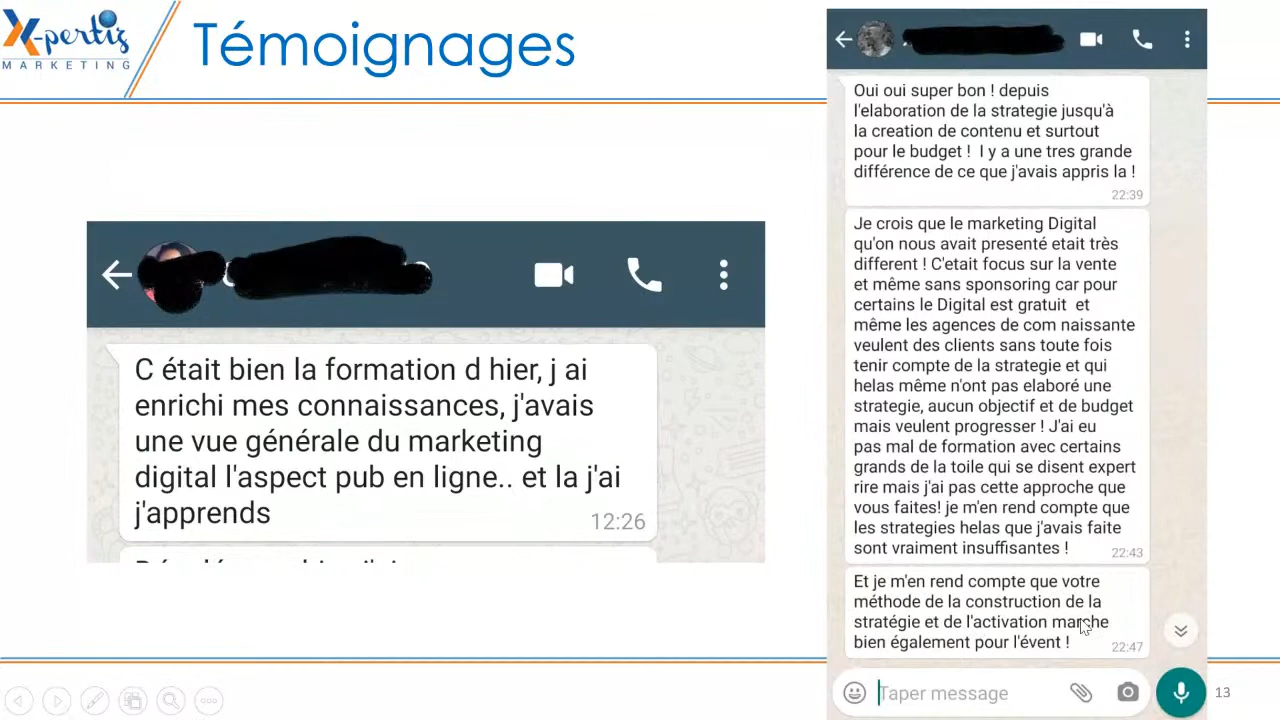 X-pertis
MARKETING
Témoignages
C était bien la formation d hier, j ai
enrichi mes connaissances, j'avais
une vue générale du marketing
digital l'aspect pub en ligne.. et la j'ai
j'apprends
12:26
Oui oui super bon ! depuis
l'elaboration de la strategie jusqu'à
la creation de contenu et surtout
pour le budget ! I y a une tres grande
différence de ce que j'avais appris la !
22:39
Je crois que le marketing Digital
qu'on nous avait presenté etait très
different ! C'etait focus sur la vente
et même sans sponsoring car pour
certains le Digital est gratuit et
même les agences de com naissante
veulent des clients sans toute fois
tenir compte de la strategie et qui
helas même n'ont pas elaboré une
strategie, aucun objectif et de budget
mais veulent progresser ! J'ai eu
pas mal de formation avec certains
grands de la toile qui se disent expert
rire mais j'ai pas cette approche que
vous faites! je m'en rend compte que
les strategies helas que j'avais faite
sont vraiment insuffisantes !
22:43
Et je m'en rend compte que votre
méthode de la construction de la
stratégie et de l'activation marche
bien également pour l'évent !
22:47
Taper message
13